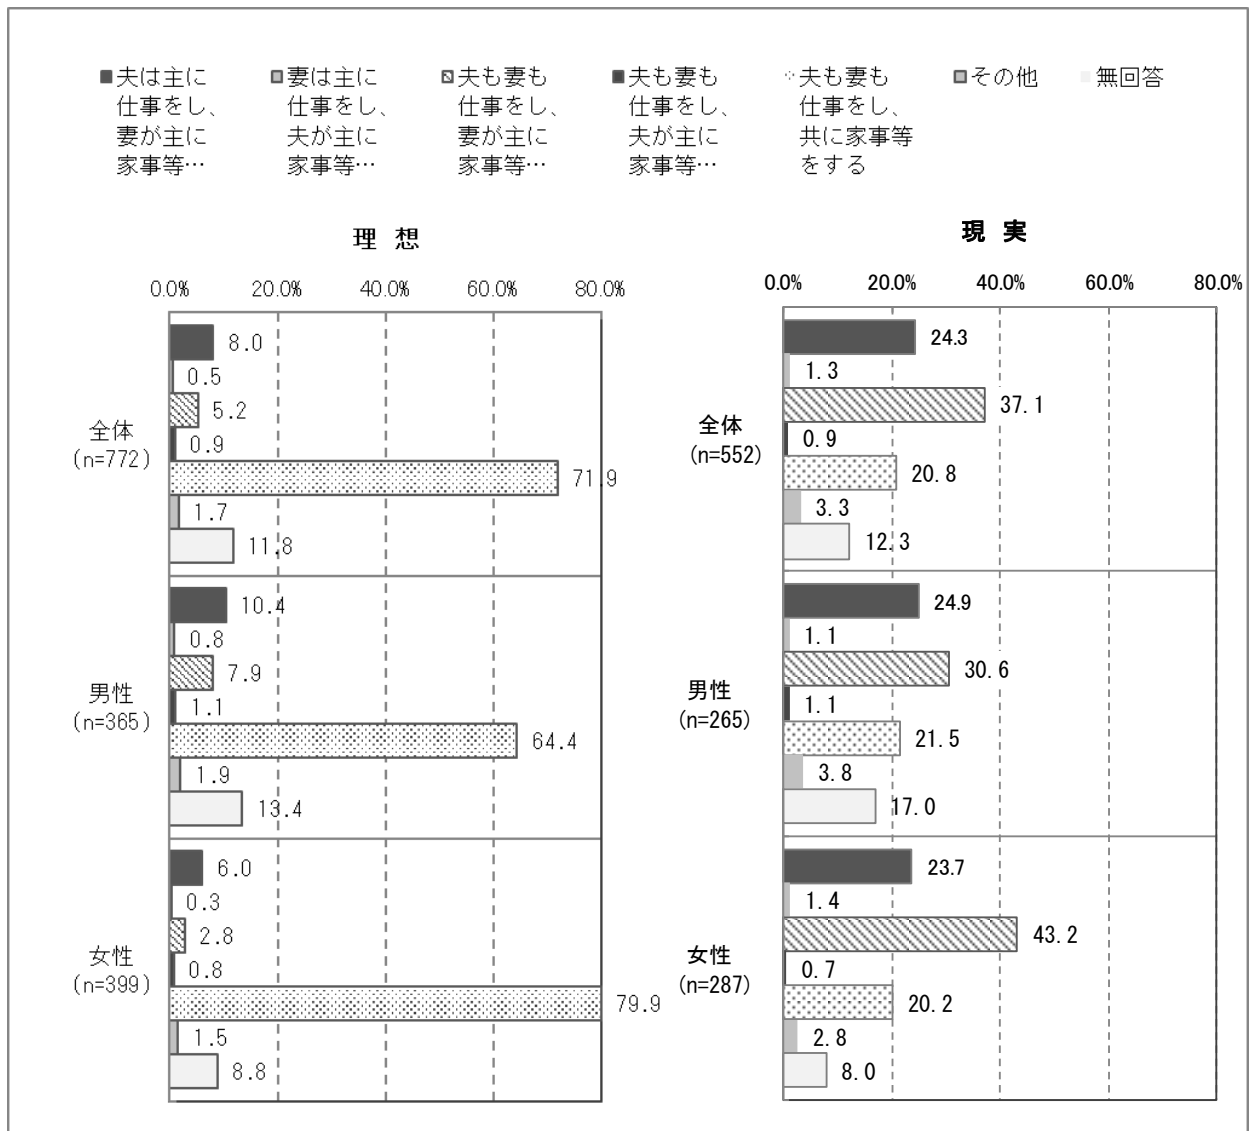 夫は主に
仕事をし、
妻が主に
家事等…
妻は主に
仕事をし、
夫が主に
家事等…
夫も妻も
仕事をし、
妻が主に
家事等…
夫も妻も
仕事をし、
夫が主に
家事等…
夫も妻も
仕事をし、
共に家事等
をする
その他
無回答
理 想
0.0% 20.0% 40.0% 60.0% 80.0%
全体
(n=772)
8.0
0.5
5.2
0.9
71.9
1.7
11.8
男性
(n=365)
10.4
0.8
7.9
1.1
64.4
1.9
13.4
女性
(n=399)
6.0
0.3
2.8
0.8
79.9
1.5
8.8
現 実
0.0% 20.0% 40.0% 60.0% 80.0%
全体
(n=552)
24.3
1.3
37.1
0.9
20.8
3.3
12.3
男性
(n=265)
24.9
1.1
30.6
1.1
21.5
3.8
17.0
女性
(n=287)
23.7
1.4
43.2
0.7
20.2
2.8
8.0